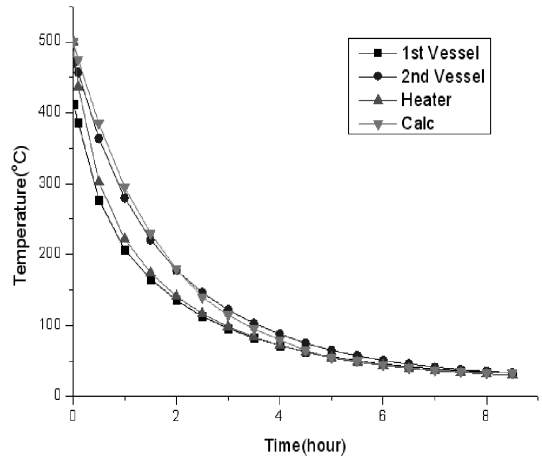 500
400
300
200
100
0
Temperature(°C)
1st Vessel
2nd Vessel
Heater
Calc
0
2
4
6
8
Time(hour)